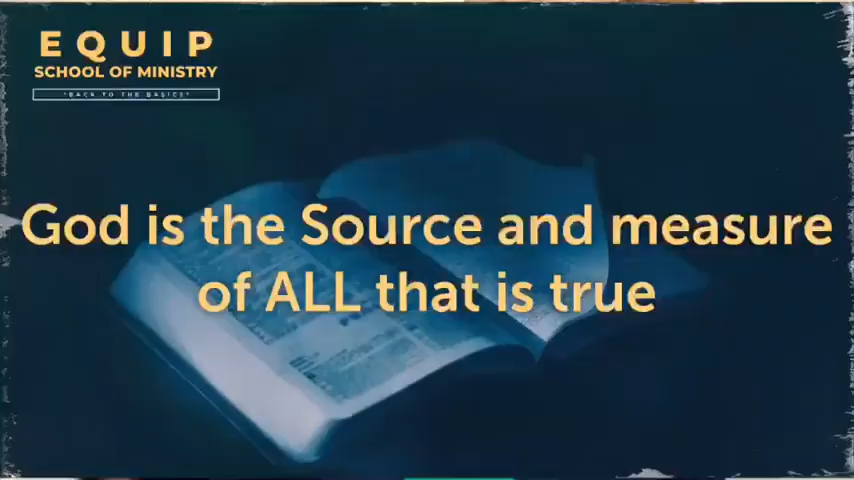 EQUIP
SCHOOL OF MINISTRY
"BACK TO THE BASICS"
God is the Source and measure
of ALL that is true